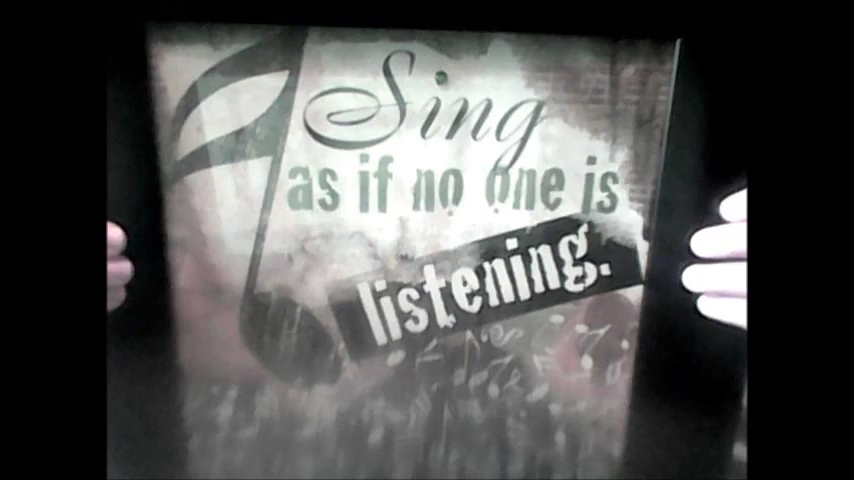 Sing
as if no one is
listening.